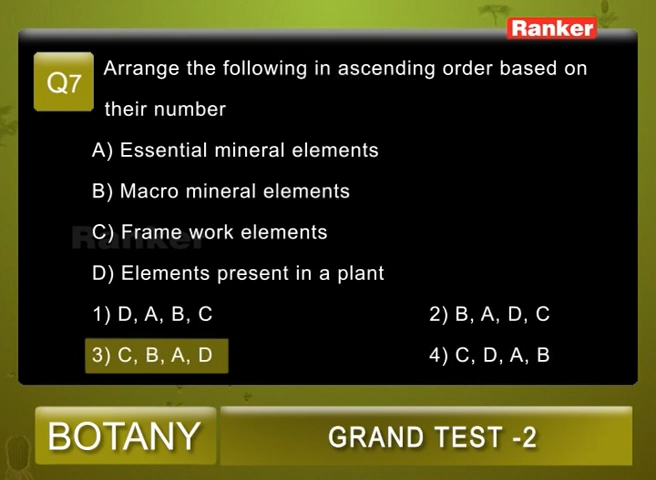 Ranker
Q7
Arrange the following in ascending order based on
their number
A) Essential mineral elements
B) Macro mineral elements
Ranker
C) Frame work elements
D) Elements present in a plant
1) D, A, B, C
2) B, A, D, C
3) C, B, A, D
4) C, D, A, B
BOTANY
GRAND TEST -2